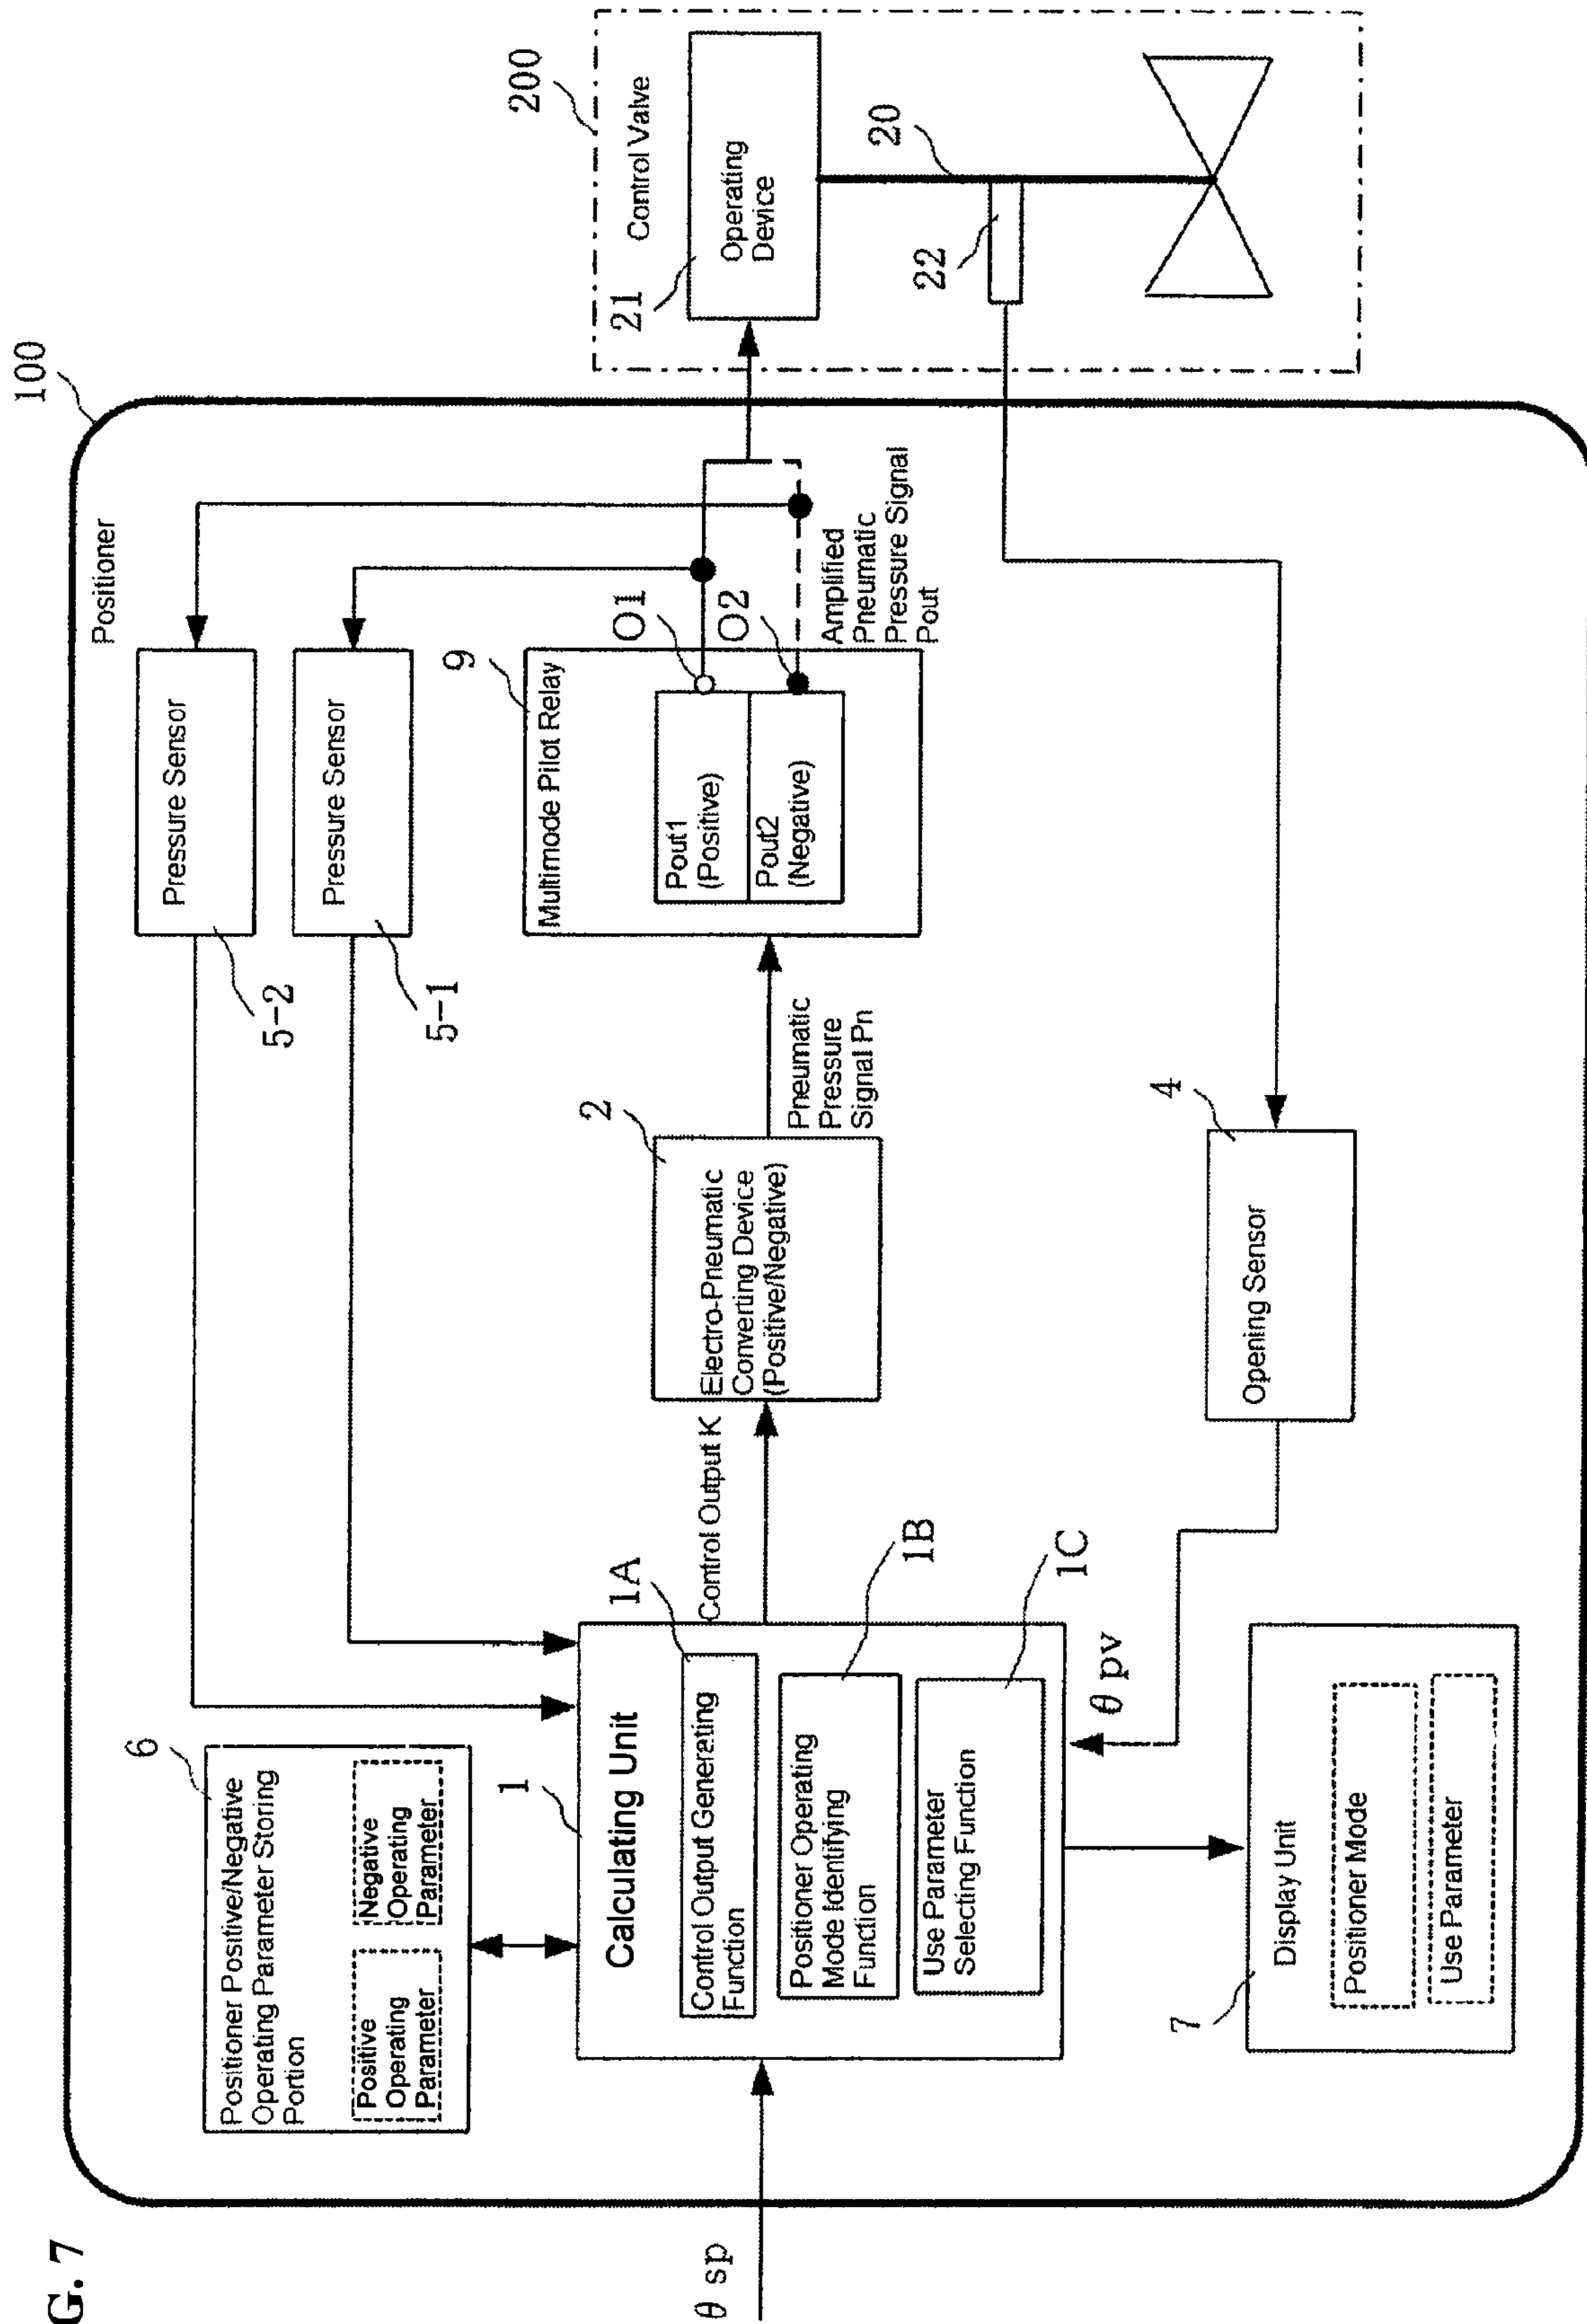 G. 7
100
Positioner
200
Control Valve
21
Operating
Device
20
22
5-2
Pressure Sensor
5-1
Pressure Sensor
9
Multimode Pilot Relay
Pout1
(Positive)
Pout2
(Negative)
O1
O2
Amplified
Pneumatic
Pressure Signal
Pout
6
Positioner Positive/Negative
Operating Parameter Storing
Portion
Positive
Operating
Parameter
Negative
Operating
Parameter
1
Calculating Unit
1A
Control Output Generating
Function
1B
Positioner Operating
Mode Identifying
Function
1C
Use Parameter
Selecting Function
Control Output K
2
Electro-Pneumatic
Converting Device
(Positive/Negative)
Pneumatic
Pressure
Signal Pn
θ sp
θ pv
4
Opening Sensor
7
Display Unit
Positioner Mode
Use Parameter